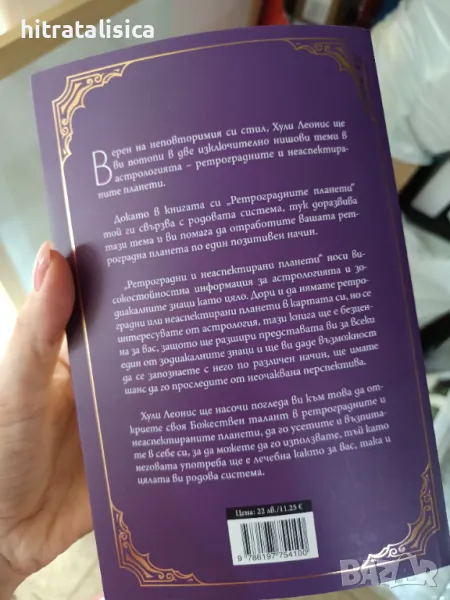 hitratalisica
Верен на неповторимия си стил, Хули Леонис ще
ви потопи в две изключително нишови теми в
астрологията – ретроградните и неаспектира-
ните планети.
Докато в книгата си „Ретроградните планети“
той ги свързва с родовата система, тук доразвива
тази тема и ви помага да отработите вашата рет-
роградна планета по един позитивен начин.
„Ретроградни и неаспектирани планети“ носи ви-
сокостойностна информация за астрологията и зо-
диакалните знаци като цяло. Дори и да нямате ретро-
градни или неаспектирани планети в картата си, но се
интересувате от астрология, тази книга ще е безцен-
на за вас, защото ще разшири представата ви за всеки
един от зодиакалните знаци и ще ви даде възможност
да се запознаете с него по различен начин, ще имате
шанс да го проследите от неочаквана перспектива.
Хули Леонис ще насочи погледа ви към това да от-
криете своя Божествен талант в ретроградните и
неаспектираните планети, да го усетите и възпита-
те в себе си, за да можете да го използвате, тъй като
неговата употреба ще е лечебна както за вас, така и
цялата ви родова система.
Цена: 22 лв./11.25 €
9 786197 754100
BAZAR.bg